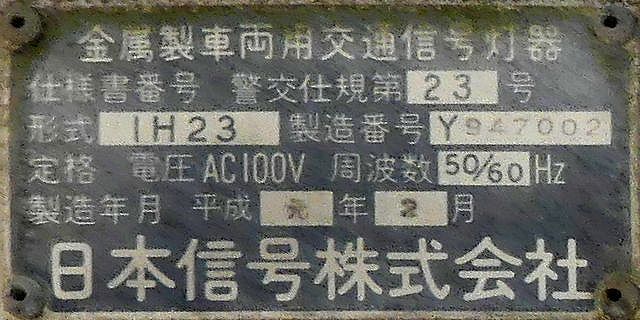 金属製車両用交通信号灯器
仕様書番号 警交仕規第 23 号
形式 1H23 製造番号 Y947002
定格 電圧 AC100V 周波数 50/60 Hz
製造年月 平成 元 年 2 月
日本信号株式会社